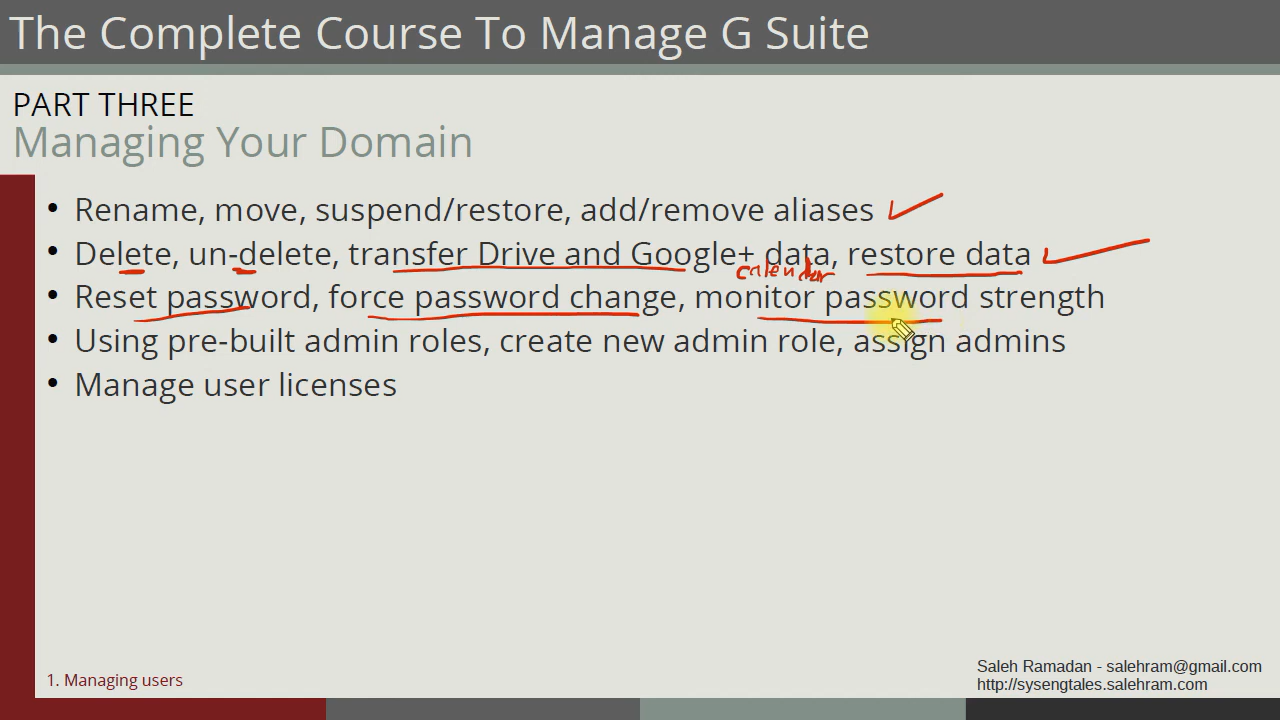 The Complete Course To Manage G Suite
PART THREE
Managing Your Domain
• Rename, move, suspend/restore, add/remove aliases
• Delete, un-delete, transfer Drive and Google+ data, restore data
calendar
• Reset password, force password change, monitor password strength
• Using pre-built admin roles, create new admin role, assign admins
• Manage user licenses
1. Managing users
Saleh Ramadan - salehram@gmail.com
http://sysengtales.salehram.com